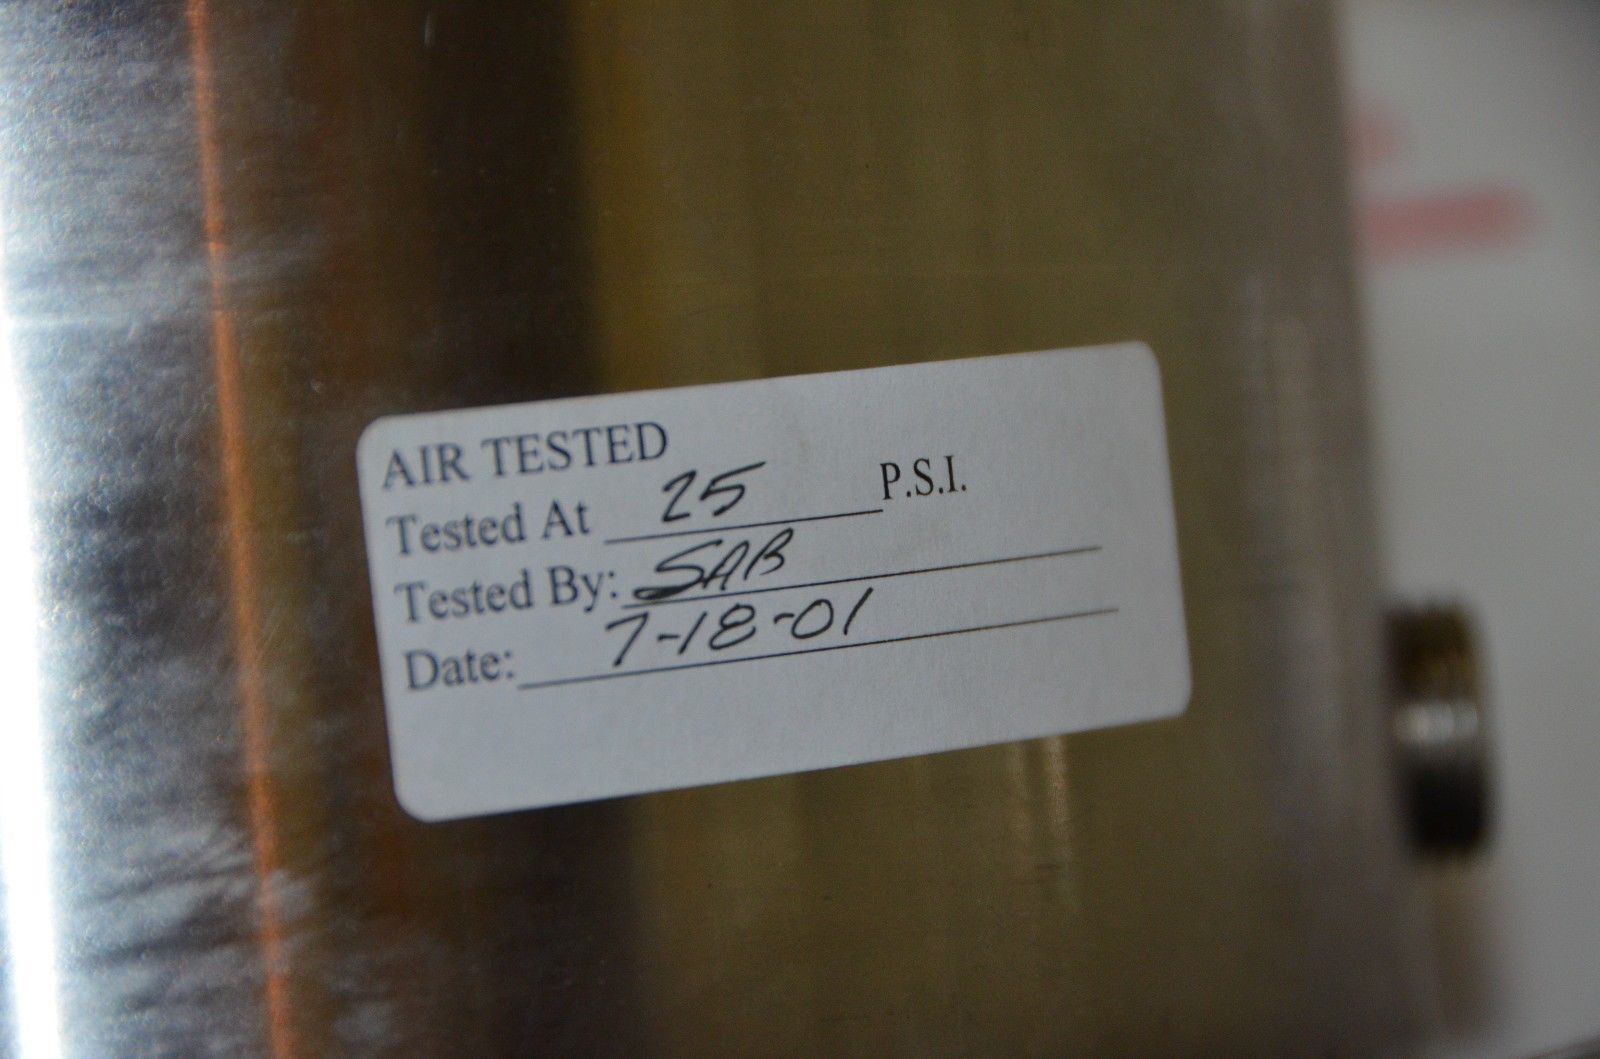 AIR TESTED
Tested At 25 P.S.I.
Tested By: SAB
Date: 7-18-01